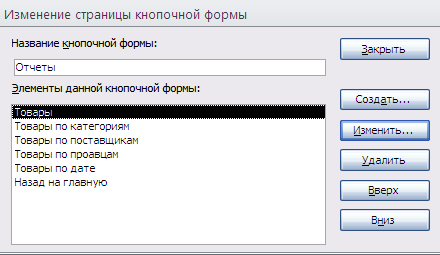 Изменение страницы кнопочной формы
Название кнопочной формы:
Закрыть
Отчеты
Элементы данной кнопочной формы:
Создать...
Товары
Товары по категориям
Изменить...
Товары по поставщикам
Товары по проавцам
Удалить
Товары по дате
Назад на главную
Вверх
Вниз